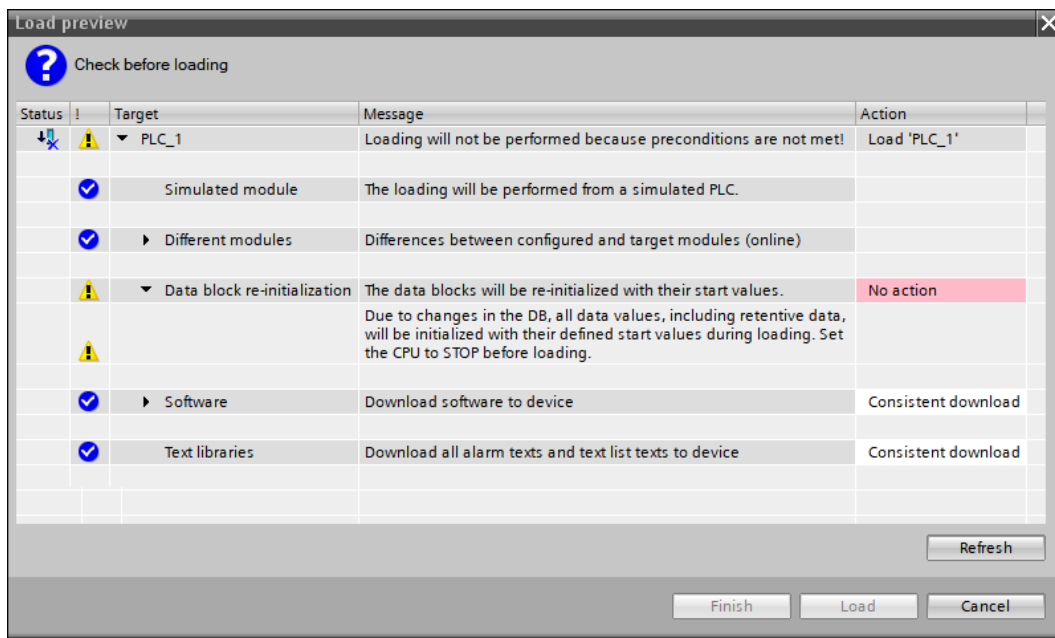 Load preview
Check before loading
Status ! Target Message Action
PLC_1 Loading will not be performed because preconditions are not met! Load 'PLC_1'
Simulated module The loading will be performed from a simulated PLC.
Different modules Differences between configured and target modules (online)
Data block re-initialization The data blocks will be re-initialized with their start values. No action
Due to changes in the DB, all data values, including retentive data,
will be initialized with their defined start values during loading. Set
the CPU to STOP before loading.
Software Download software to device Consistent download
Text libraries Download all alarm texts and text list texts to device Consistent download
Refresh
Finish Load Cancel